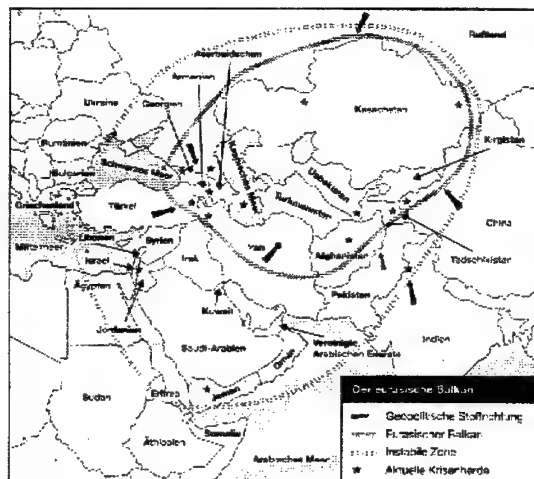 Rußland
Aserbaidschan
Armenien
Ukraine
Georgien
Kasachstan
Rumänien
Kirgistan
Schwarzes Meer
Bulgarien
Usbekistan
Turkmenistan
Griechenland
Türkei
China
Mittelmeer
Libanon
Syrien
Iran
Afghanistan
Tadschikistan
Israel
Irak
Ägypten
Pakistan
Kuwait
Jordanien
Vereinigte
Arabischen Emirate
Indien
Saudi-Arabien
Oman
Jemen
Sudan
Eritrea
Somalia
Äthiopien
Arabisches Meer
Der eurasische Balkan
Geopolitische Stoßrichtung
Eurasischer Balkan
Instabile Zone
Aktuelle Krisenherde